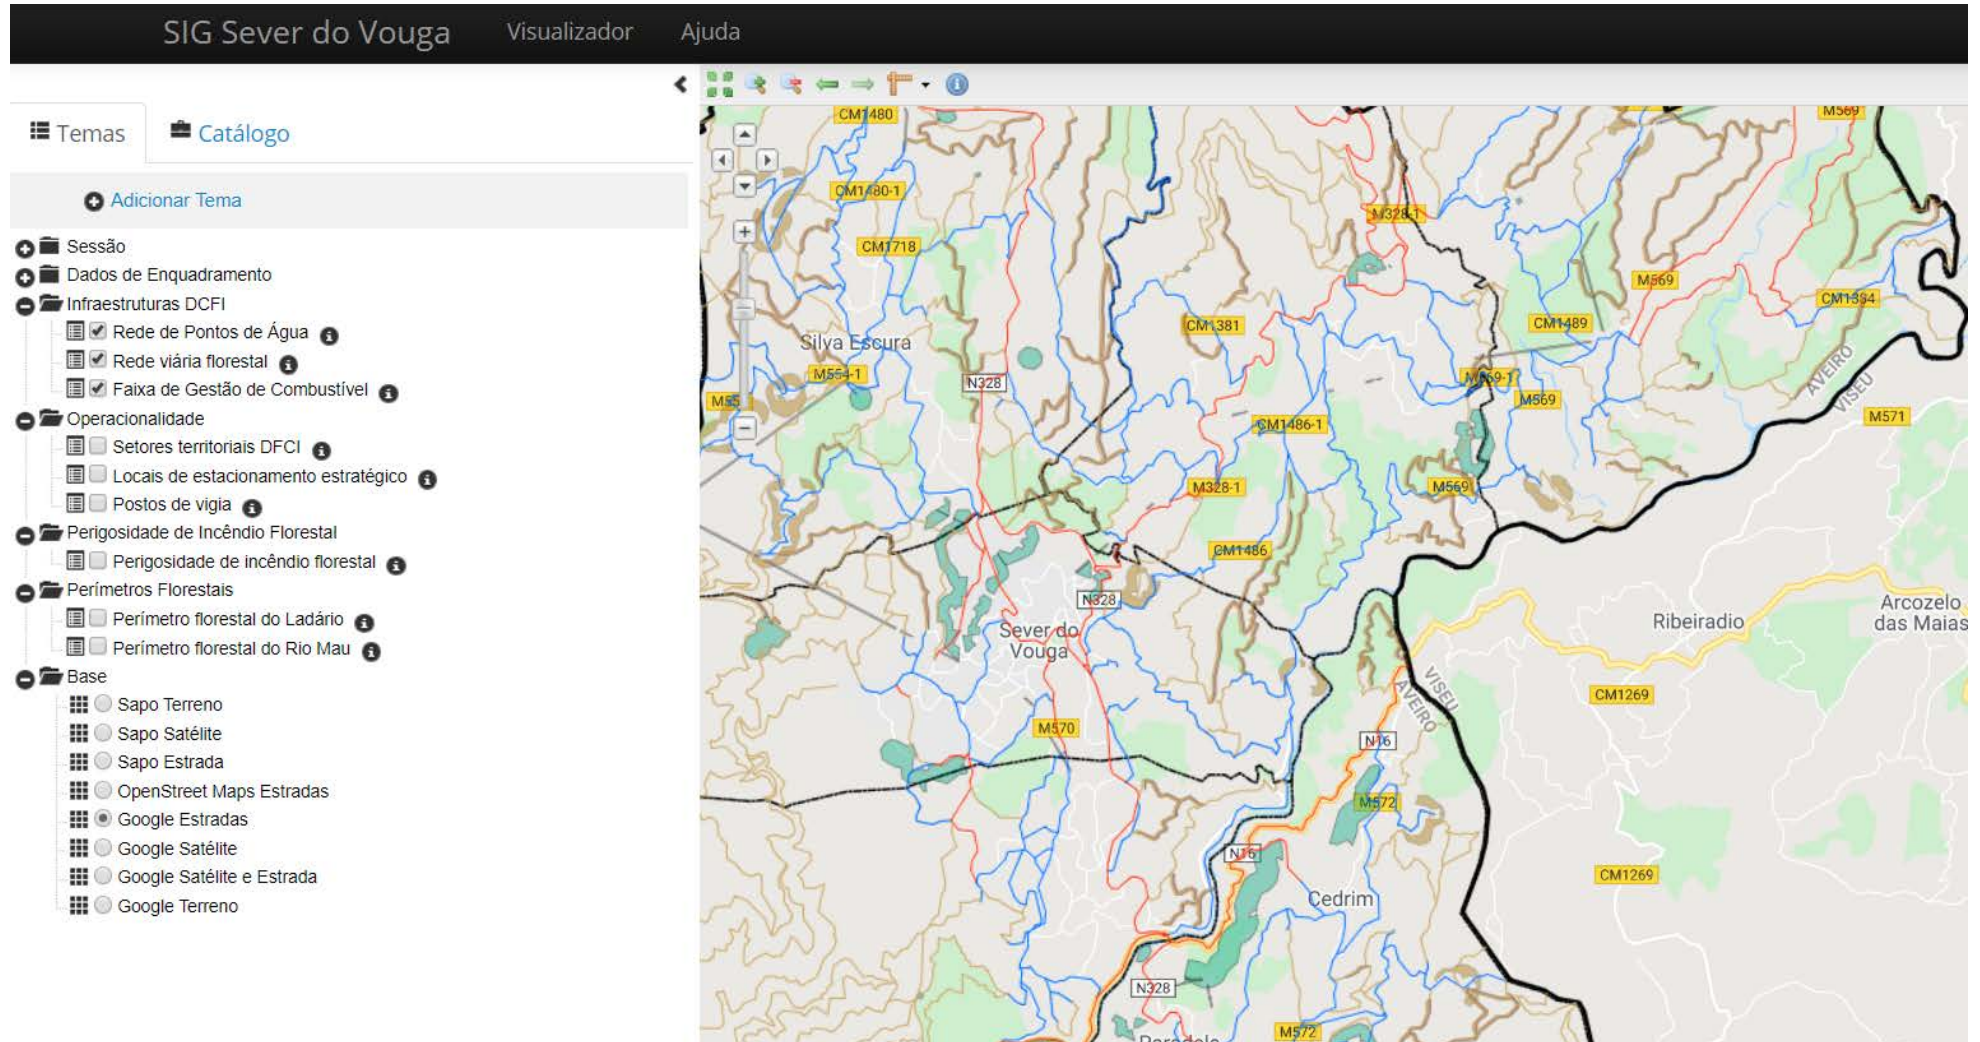 SIG Sever do Vouga Visualizador Ajuda
Temas Catálogo
Adicionar Tema
Sessão
Dados de Enquadramento
Infraestruturas DCFI
Rede de Pontos de Água
Rede viária florestal
Faixa de Gestão de Combustível
Operacionalidade
Setores territoriais DFCI
Locais de estacionamento estratégico
Postos de vigia
Perigosidade de Incêndio Florestal
Perigosidade de incêndio florestal
Perímetros Florestais
Perímetro florestal do Ladário
Perímetro florestal do Rio Mau
Base
Sapo Terreno
Sapo Satélite
Sapo Estrada
OpenStreet Maps Estradas
Google Estradas
Google Satélite
Google Satélite e Estrada
Google Terreno
CM1480
M569
CM1480-1
M328-1
CM1718
M569
CM1334
CM1381
CM1489
Silva Escura
M554-1
N328
M569-1
M569
AVEIRO
VISEU
M571
CM1486-1
M328-1
M569
CM1486
N328
Sever do
Vouga
Ribeiradio
Arcozelo
das Maias
VISEU
AVEIRO
CM1269
M570
N16
M572
N16
CM1269
Cedrim
N328
M572